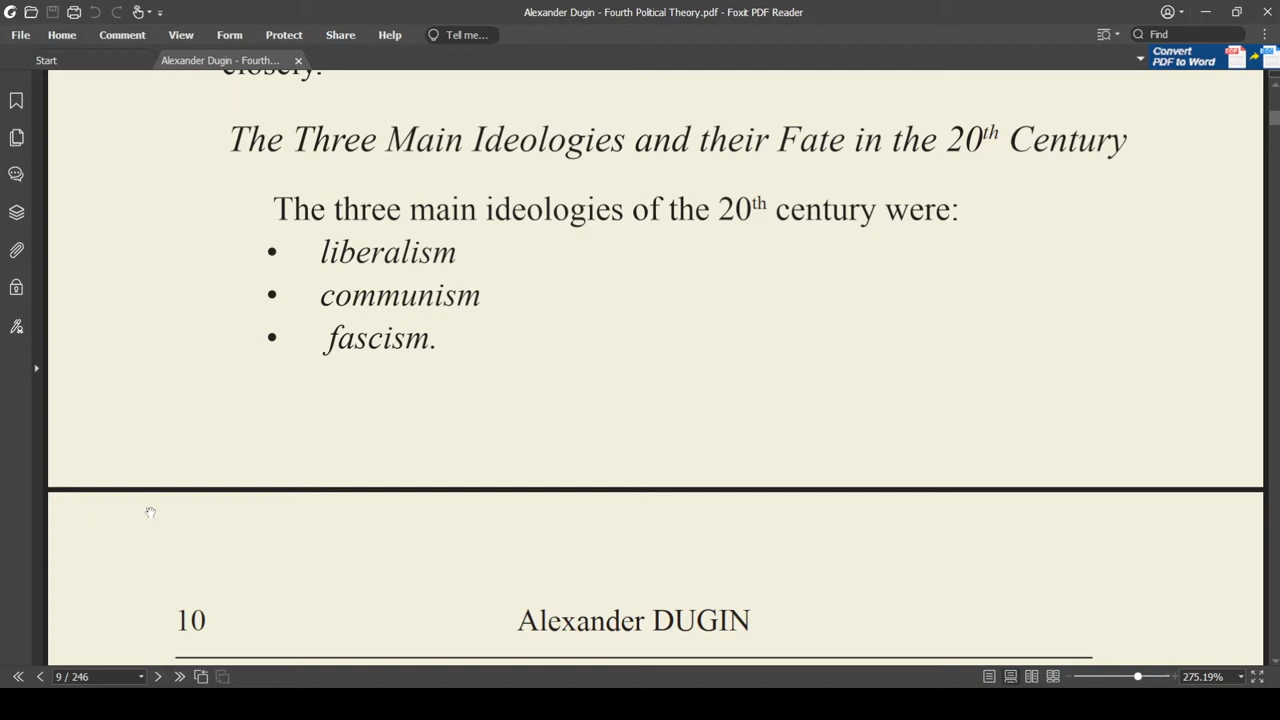 Alexander Dugin - Fourth Political Theory.pdf - Foxit PDF Reader
File Home Comment View Form Protect Share Help Tell me... Find
Start Alexander Dugin - Fourth... Convert
PDF to Word
closely.
The Three Main Ideologies and their Fate in the 20th Century
The three main ideologies of the 20th century were:
• liberalism
• communism
• fascism.
10 Alexander DUGIN
9 / 246 275.19%